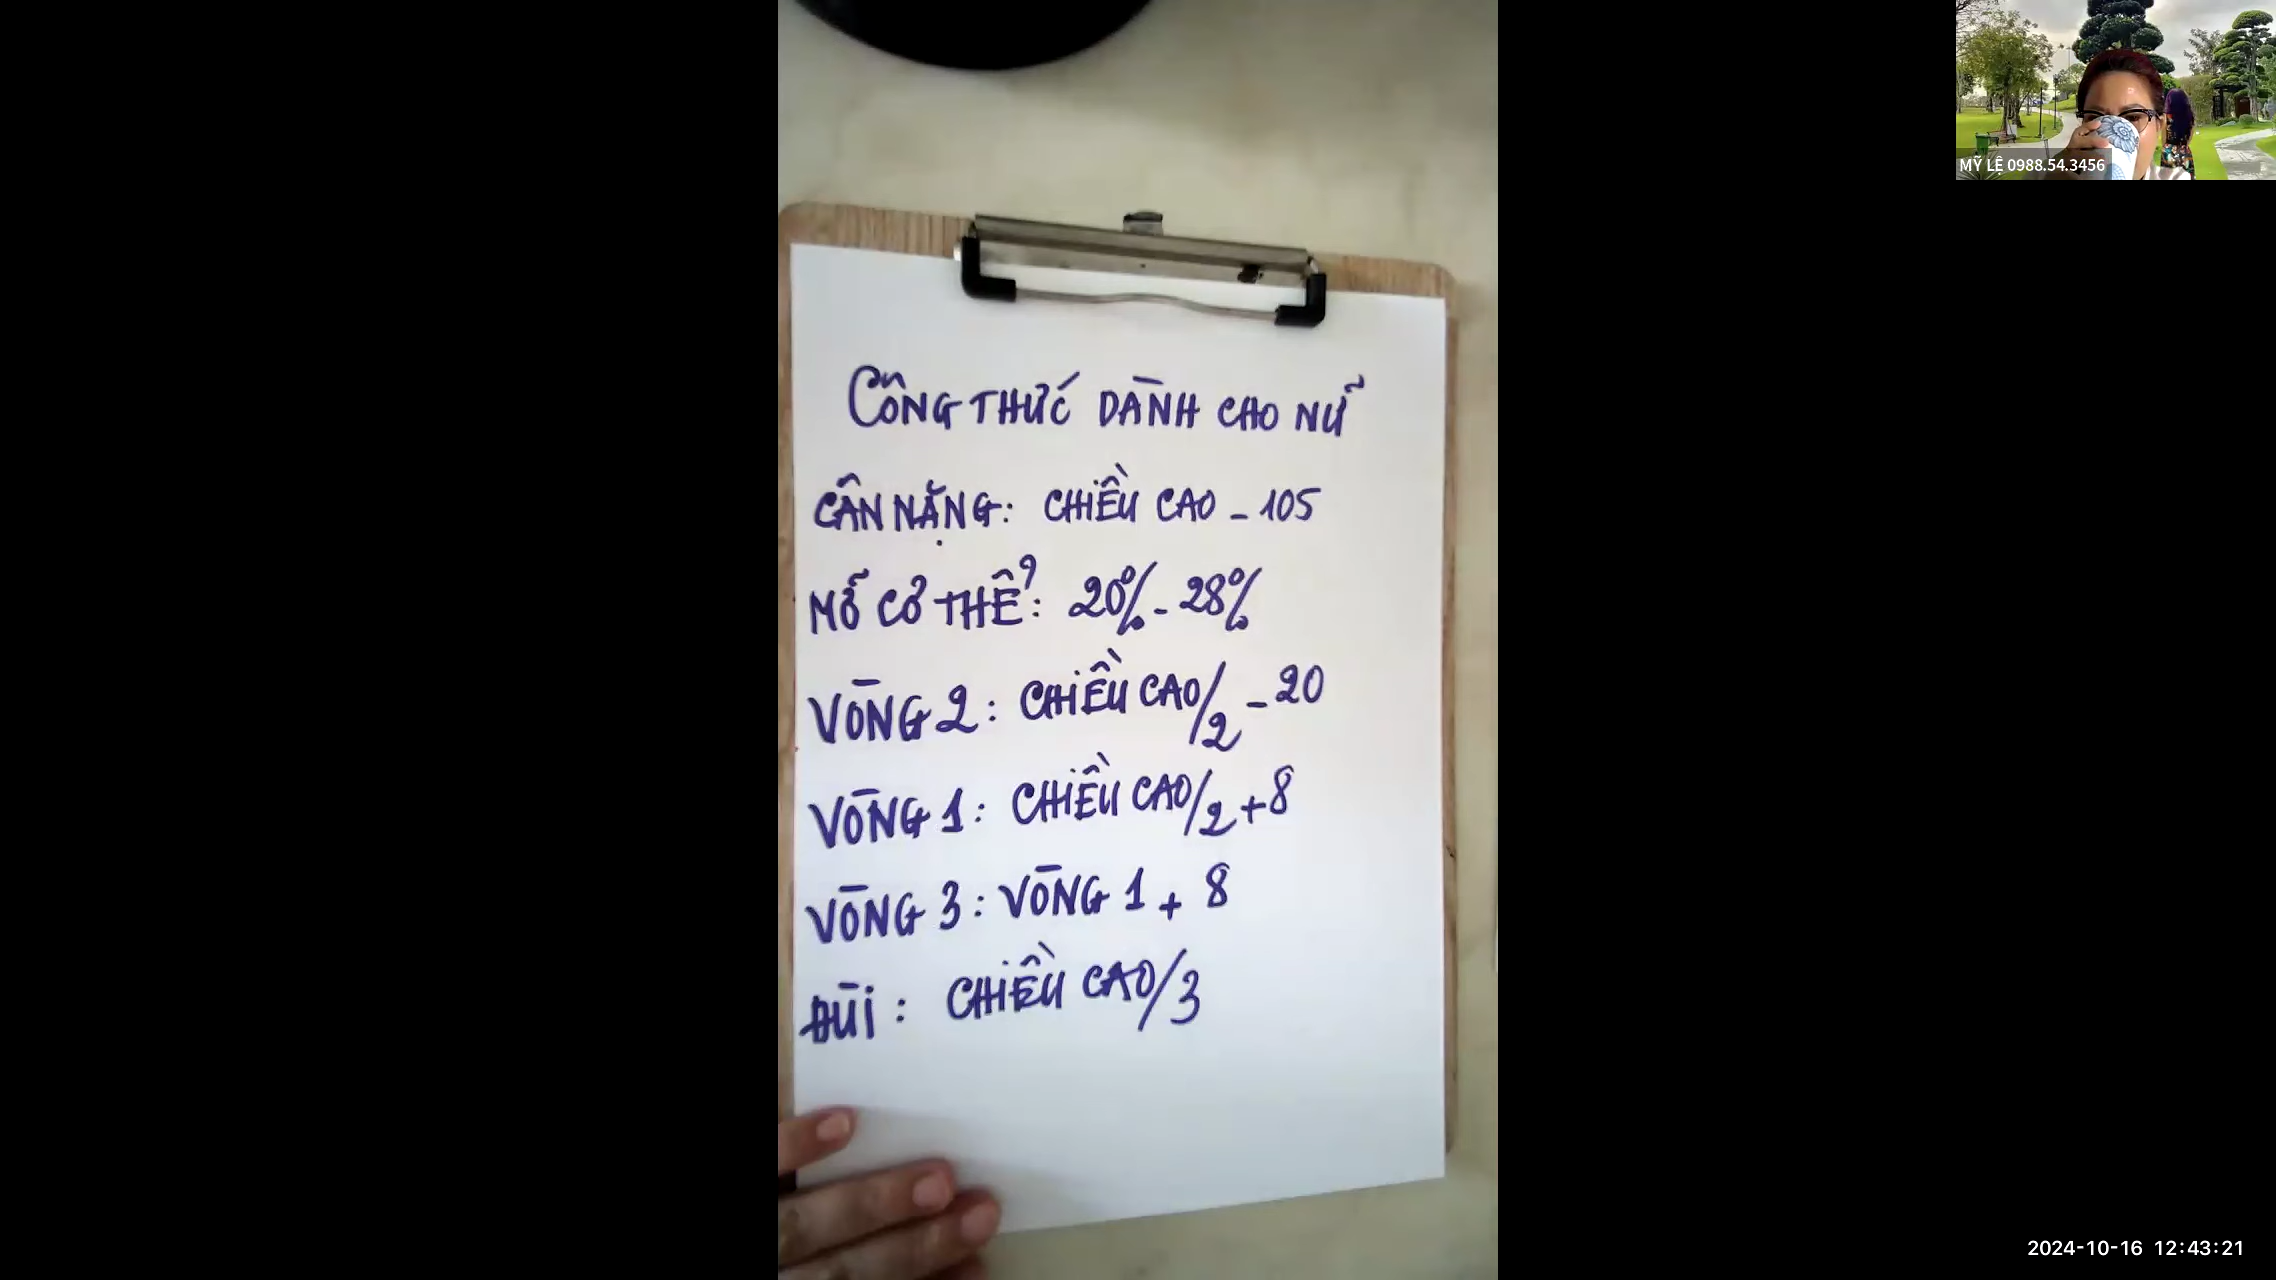 CÔNG THỨC DÀNH CHO NỮ
CÂN NẶNG: CHIỀU CAO - 105
MỠ CƠ THỂ: 20% - 28%
VÒNG 2: CHIỀU CAO/2 - 20
VÒNG 1: CHIỀU CAO/2 + 8
VÒNG 3: VÒNG 1 + 8
ĐÙI: CHIỀU CAO/3
MỸ LÊ 0988.54.3456
2024-10-16 12:43:21